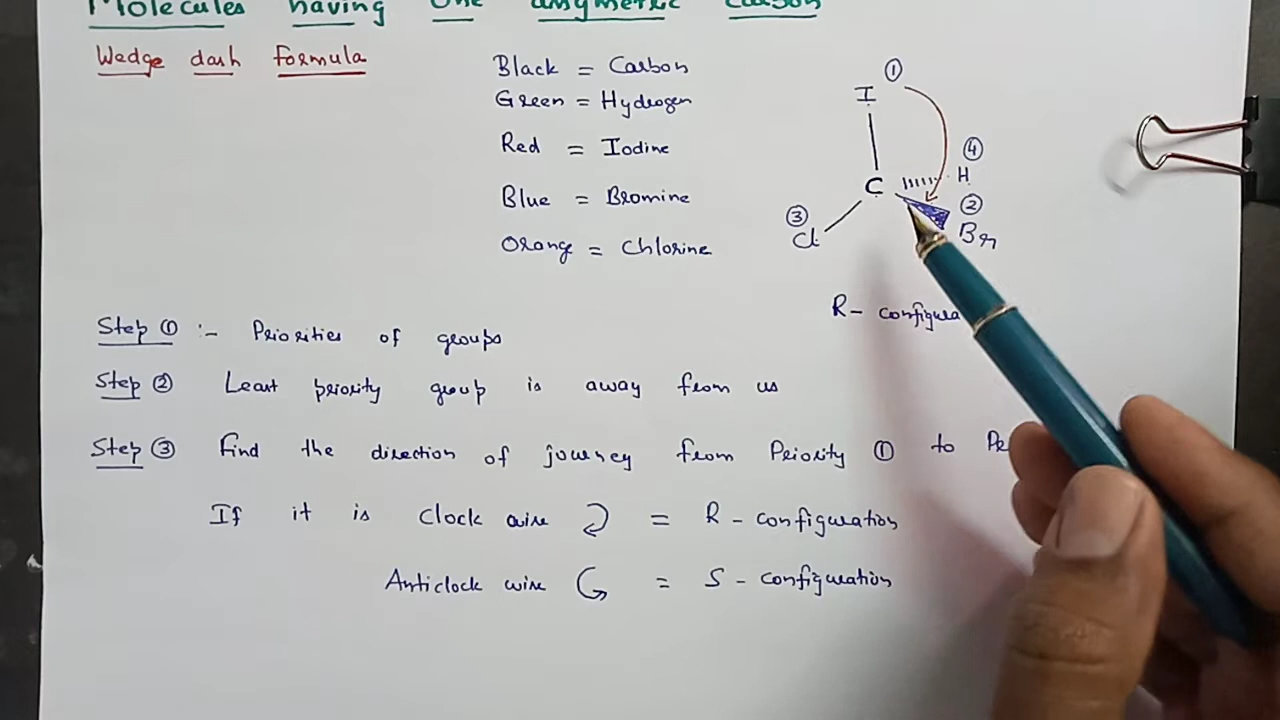 Molecules having One asymetric Carbon
Wedge dash formula
Black = Carbon
Green = Hydrogen
Red = Iodine
Blue = Bromine
Orange = Chlorine
①
I
④
C H
③ ②
Cl Br
R- configura
Step ① :- Priorities of groups
Step ② Least priority group is away from us
Step ③ Find the direction of journey from Priority ① to
If it is Clock wise = R - configuration
Anticlock wise = S - configuration